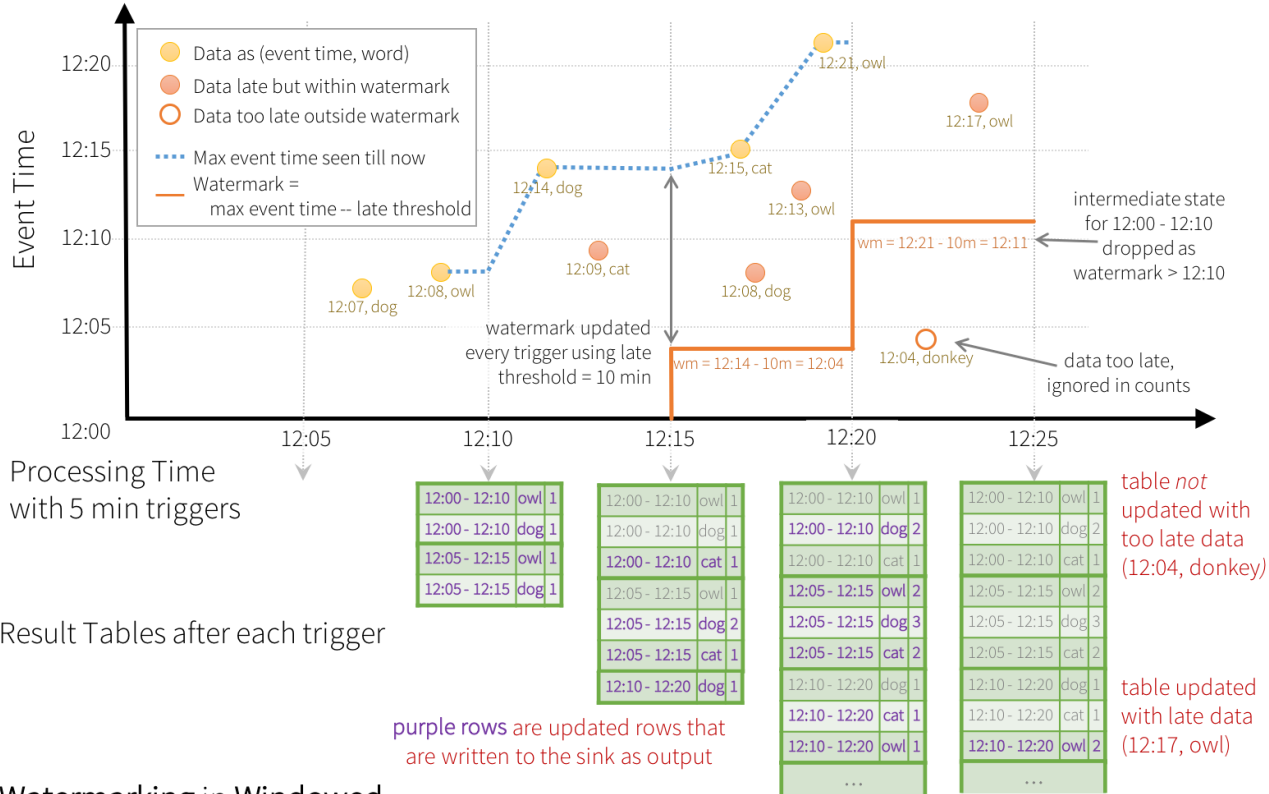 Data as (event time, word)
Data late but within watermark
Data too late outside watermark
Max event time seen till now
Watermark =
max event time -- late threshold
Event Time
12:20
12:15
12:10
12:05
12:00
12:21, owl
12:17, owl
12:15, cat
12:14, dog
12:13, owl
12:09, cat
12:08, dog
12:08, owl
12:07, dog
12:04, donkey
wm = 12:21 - 10m = 12:11
wm = 12:14 - 10m = 12:04
intermediate state
for 12:00 - 12:10
dropped as
watermark > 12:10
watermark updated
every trigger using late
threshold = 10 min
data too late,
ignored in counts
12:05
12:10
12:15
12:20
12:25
Processing Time
with 5 min triggers
Result Tables after each trigger
12:00 - 12:10 owl 1
12:00 - 12:10 dog 1
12:05 - 12:15 owl 1
12:05 - 12:15 dog 1
12:00 - 12:10 owl 1
12:00 - 12:10 dog 1
12:00 - 12:10 cat 1
12:05 - 12:15 owl 1
12:05 - 12:15 dog 2
12:05 - 12:15 cat 1
12:10 - 12:20 dog 1
12:00 - 12:10 owl 1
12:00 - 12:10 dog 2
12:00 - 12:10 cat 1
12:05 - 12:15 owl 2
12:05 - 12:15 dog 3
12:05 - 12:15 cat 2
12:10 - 12:20 dog 1
12:10 - 12:20 cat 1
12:10 - 12:20 owl 1
...
12:00 - 12:10 owl 1
12:00 - 12:10 dog 2
12:00 - 12:10 cat 1
12:05 - 12:15 owl 2
12:05 - 12:15 dog 3
12:05 - 12:15 cat 2
12:10 - 12:20 dog 1
12:10 - 12:20 cat 1
12:10 - 12:20 owl 2
...
table not
updated with
too late data
(12:04, donkey)
table updated
with late data
(12:17, owl)
purple rows are updated rows that
are written to the sink as output
Watermarking in Windowed